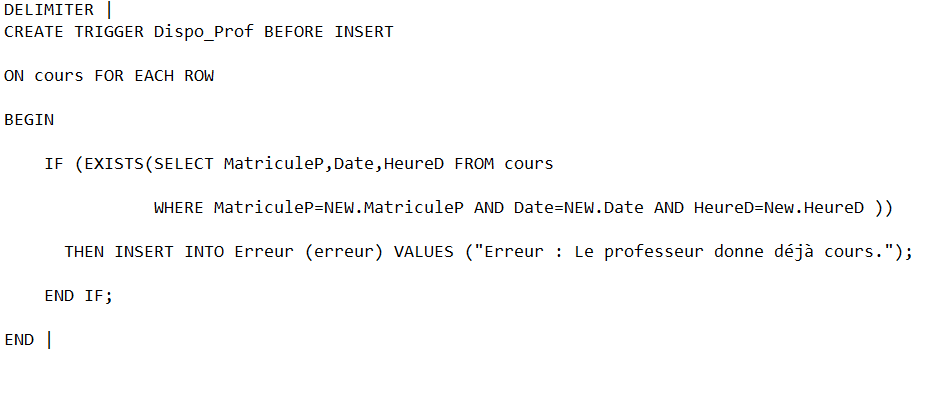 DELIMITER |
CREATE TRIGGER Dispo_Prof BEFORE INSERT
ON cours FOR EACH ROW
BEGIN
IF (EXISTS(SELECT MatriculeP,Date,HeureD FROM cours
WHERE MatriculeP=NEW.MatriculeP AND Date=NEW.Date AND HeureD=New.HeureD ))
THEN INSERT INTO Erreur (erreur) VALUES ("Erreur : Le professeur donne déjà cours.");
END IF;
END |